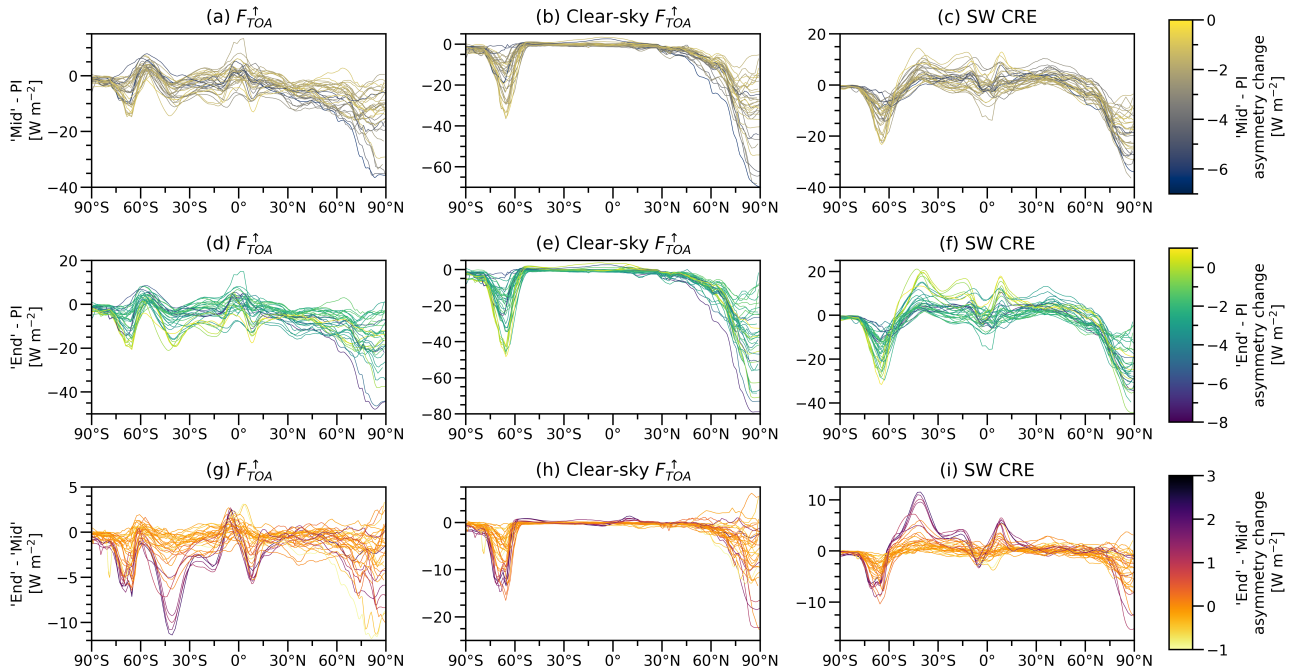 (a) F↑TOA
(b) Clear-sky F↑TOA
(c) SW CRE
'Mid' - PI
[W m−2]
0
−20
−40
90°S 60°S 30°S 0° 30°N 60°N 90°N
0
−20
−40
−60
90°S 60°S 30°S 0° 30°N 60°N 90°N
20
0
−20
−40
90°S 60°S 30°S 0° 30°N 60°N 90°N
0
−2
−4
−6
'Mid' - PI
asymmetry change
[W m−2]
(d) F↑TOA
(e) Clear-sky F↑TOA
(f) SW CRE
'End' - PI
[W m−2]
20
0
−20
−40
90°S 60°S 30°S 0° 30°N 60°N 90°N
0
−20
−40
−60
−80
90°S 60°S 30°S 0° 30°N 60°N 90°N
20
0
−20
−40
90°S 60°S 30°S 0° 30°N 60°N 90°N
0
−2
−4
−6
−8
'End' - PI
asymmetry change
[W m−2]
(g) F↑TOA
(h) Clear-sky F↑TOA
(i) SW CRE
'End' - 'Mid'
[W m−2]
5
0
−5
−10
90°S 60°S 30°S 0° 30°N 60°N 90°N
0
−10
−20
90°S 60°S 30°S 0° 30°N 60°N 90°N
10
0
−10
90°S 60°S 30°S 0° 30°N 60°N 90°N
3
2
1
0
−1
'End' - 'Mid'
asymmetry change
[W m−2]